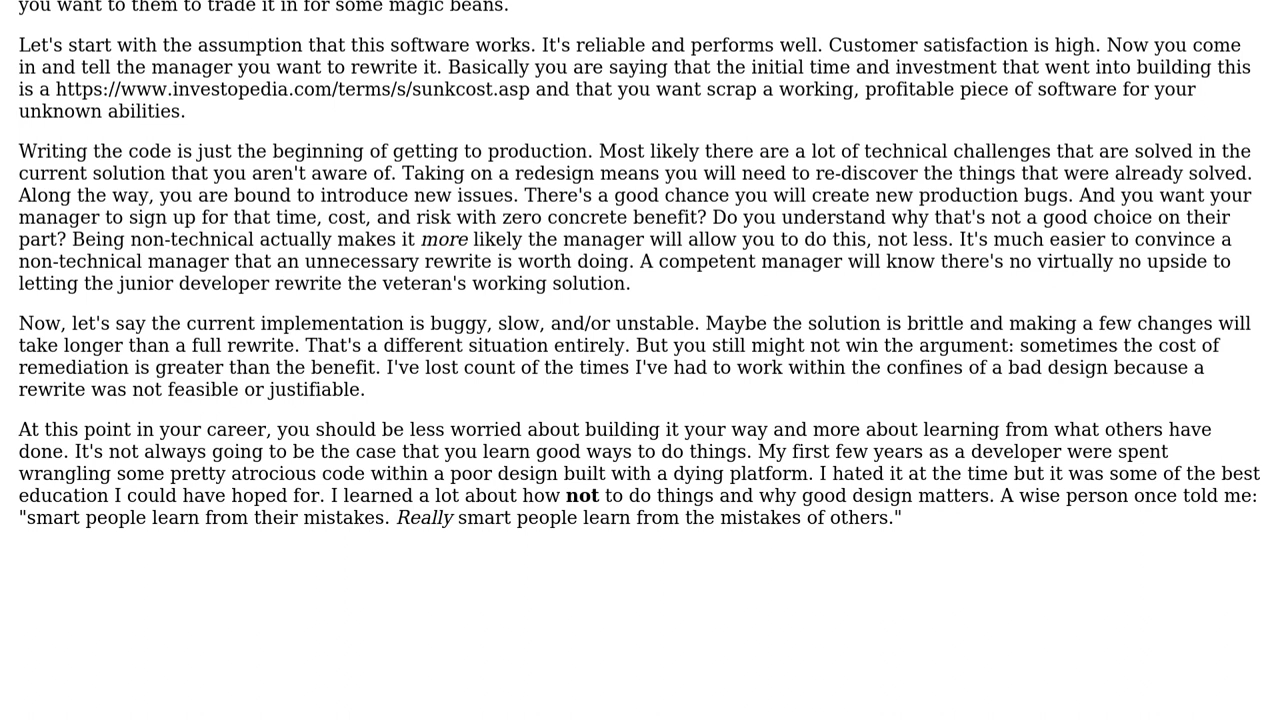 you want to them to trade it in for some magic beans.
Let's start with the assumption that this software works. It's reliable and performs well. Customer satisfaction is high. Now you come
in and tell the manager you want to rewrite it. Basically you are saying that the initial time and investment that went into building this
is a https://www.investopedia.com/terms/s/sunkcost.asp and that you want scrap a working, profitable piece of software for your
unknown abilities.
Writing the code is just the beginning of getting to production. Most likely there are a lot of technical challenges that are solved in the
current solution that you aren't aware of. Taking on a redesign means you will need to re-discover the things that were already solved.
Along the way, you are bound to introduce new issues. There's a good chance you will create new production bugs. And you want your
manager to sign up for that time, cost, and risk with zero concrete benefit? Do you understand why that's not a good choice on their
part? Being non-technical actually makes it more likely the manager will allow you to do this, not less. It's much easier to convince a
non-technical manager that an unnecessary rewrite is worth doing. A competent manager will know there's no virtually no upside to
letting the junior developer rewrite the veteran's working solution.
Now, let's say the current implementation is buggy, slow, and/or unstable. Maybe the solution is brittle and making a few changes will
take longer than a full rewrite. That's a different situation entirely. But you still might not win the argument: sometimes the cost of
remediation is greater than the benefit. I've lost count of the times I've had to work within the confines of a bad design because a
rewrite was not feasible or justifiable.
At this point in your career, you should be less worried about building it your way and more about learning from what others have
done. It's not always going to be the case that you learn good ways to do things. My first few years as a developer were spent
wrangling some pretty atrocious code within a poor design built with a dying platform. I hated it at the time but it was some of the best
education I could have hoped for. I learned a lot about how not to do things and why good design matters. A wise person once told me:
"smart people learn from their mistakes. Really smart people learn from the mistakes of others."